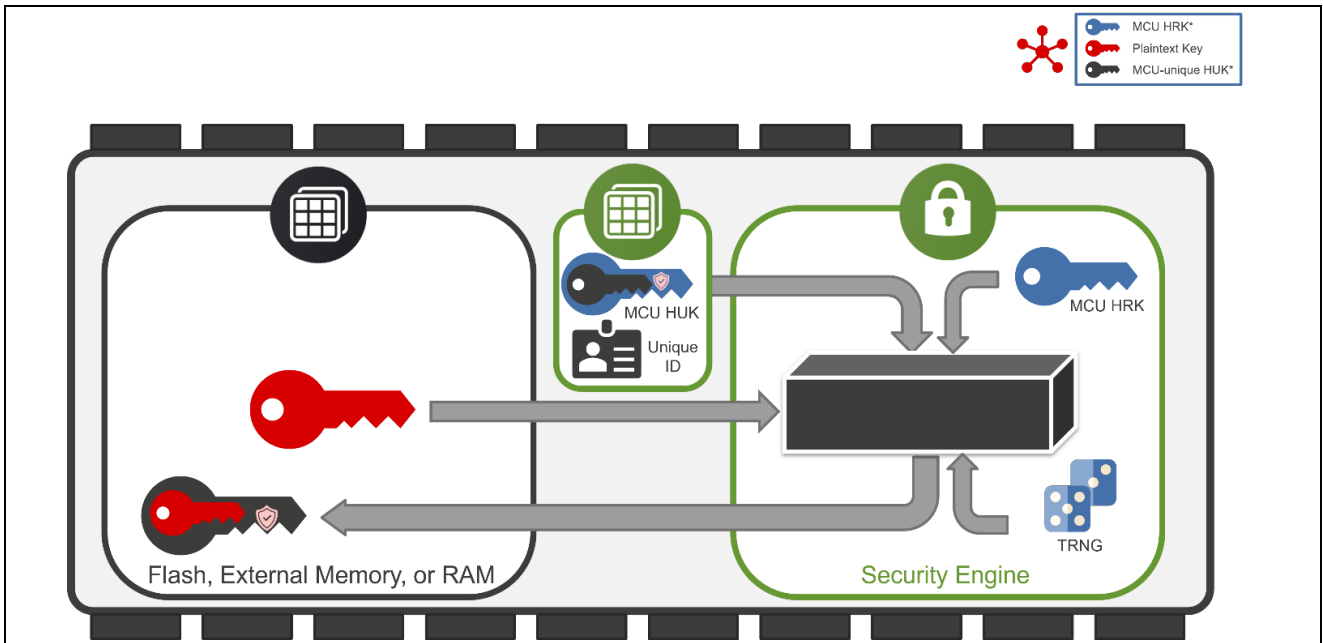 MCU HRK*
Plaintext Key
MCU-unique HUK*
MCU HUK
Unique
ID
MCU HRK
TRNG
Flash, External Memory, or RAM
Security Engine